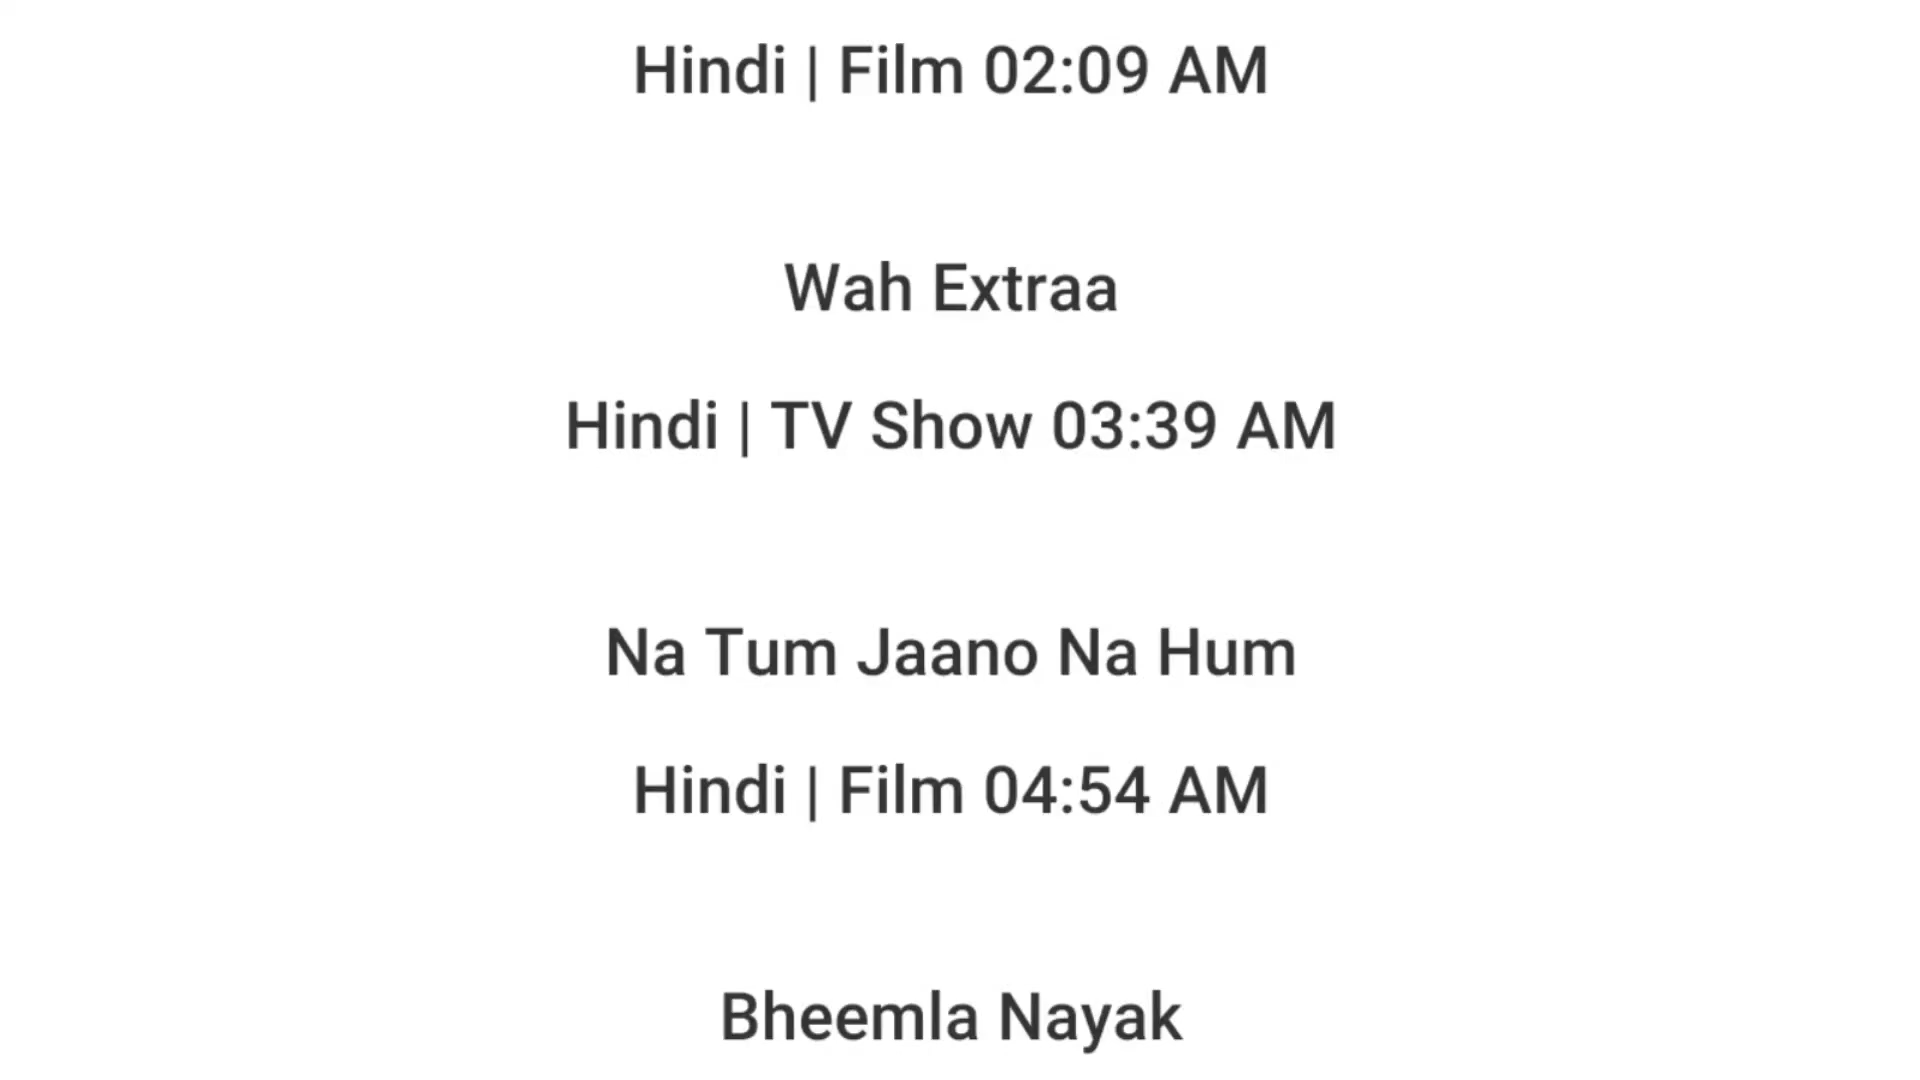 Hindi | Film 02:09 AM
Wah Extraa
Hindi | TV Show 03:39 AM
Na Tum Jaano Na Hum
Hindi | Film 04:54 AM
Bheemla Nayak